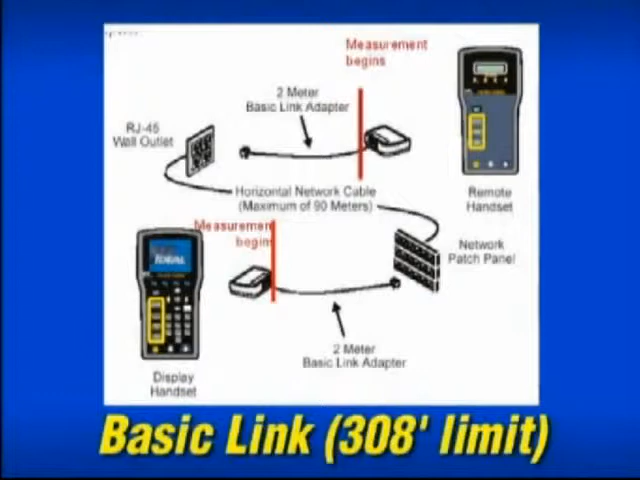 Measurement
begins
2 Meter
Basic Link Adapter
RJ-45
Wall Outlet
Horizontal Network Cable
(Maximum of 90 Meters)
Remote
Handset
Measurement
begin
Network
Patch Panel
2 Meter
Basic Link Adapter
Display
Handset
Basic Link (308' limit)